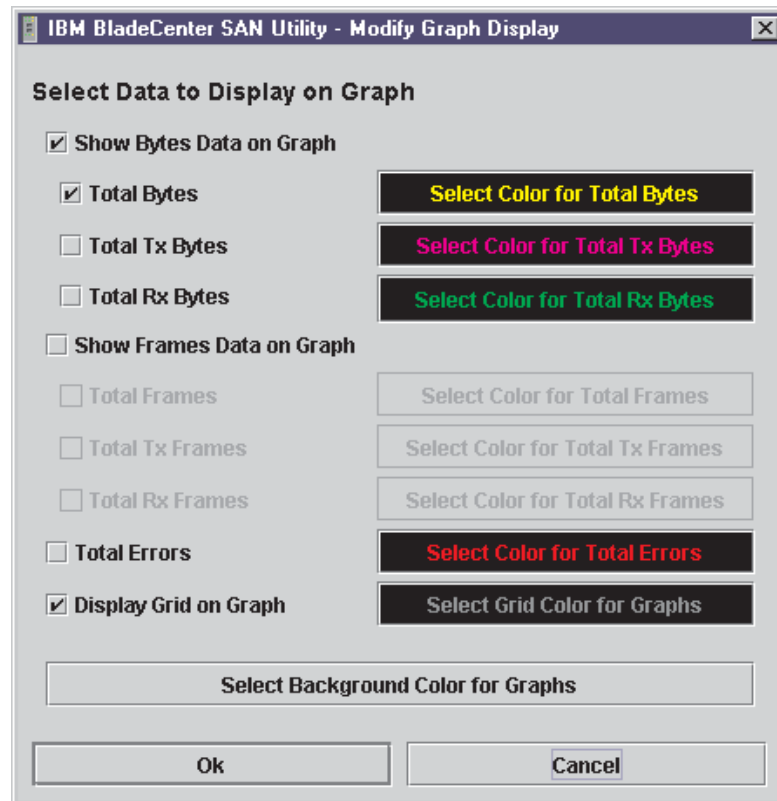 IBM BladeCenter SAN Utility - Modify Graph Display
Select Data to Display on Graph
Show Bytes Data on Graph
Total Bytes Select Color for Total Bytes
Total Tx Bytes Select Color for Total Tx Bytes
Total Rx Bytes Select Color for Total Rx Bytes
Show Frames Data on Graph
Total Frames Select Color for Total Frames
Total Tx Frames Select Color for Total Tx Frames
Total Rx Frames Select Color for Total Rx Frames
Total Errors Select Color for Total Errors
Display Grid on Graph Select Grid Color for Graphs
Select Background Color for Graphs
Ok Cancel